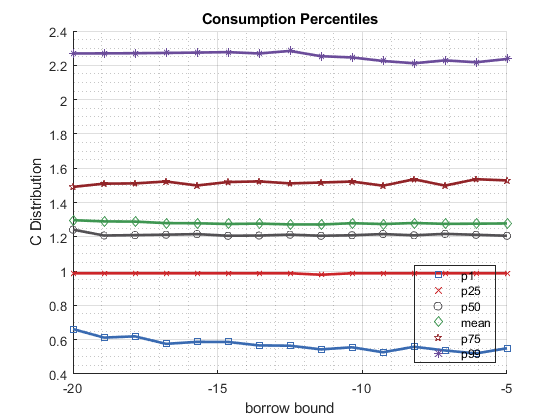 Consumption Percentiles
2.4
2.2
2
1.8
1.6
1.4
1.2
1
0.8
0.6
0.4
C Distribution
p1
p25
p50
mean
p75
p99
-20
-15
-10
-5
borrow bound